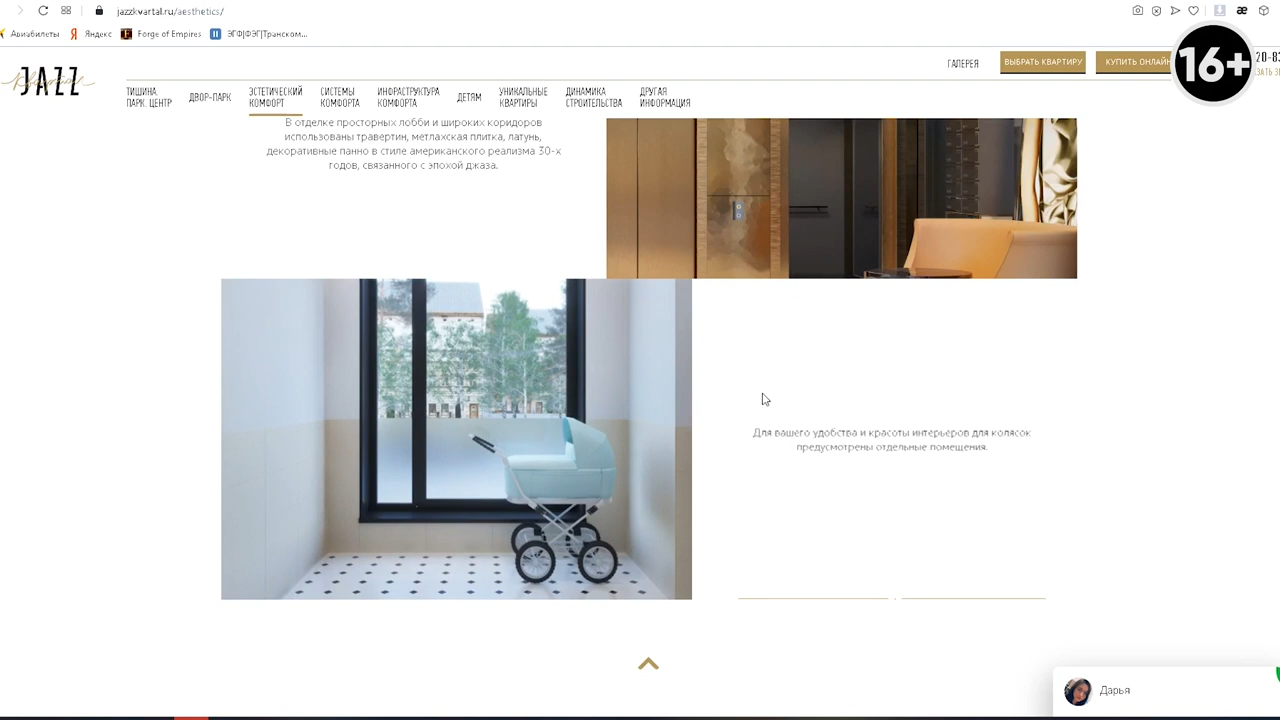 jazzkvartal.ru/aesthetics/
Авиабилеты
Яндекс
Forge of Empires
ЭГФ|ФЭГ|Транском...
JAZZ
ГАЛЕРЕЯ
ВЫБРАТЬ КВАРТИРУ
КУПИТЬ ОНЛАЙН
16+
ТИШИНА.
ПАРК. ЦЕНТР
ДВОР-ПАРК
ЭСТЕТИЧЕСКИЙ
КОМФОРТ
СИСТЕМЫ
КОМФОРТА
ИНФРАСТРУКТУРА
КОМФОРТА
ДЕТЯМ
УНИКАЛЬНЫЕ
КВАРТИРЫ
ДИНАМИКА
СТРОИТЕЛЬСТВА
ДРУГАЯ
ИНФОРМАЦИЯ
В отделке просторных лобби и широких коридоров
использованы травертин, метлахская плитка, латунь,
декоративные панно в стиле американского реализма 30-х
годов, связанного с эпохой джаза.
Для вашего удобства и красоты интерьеров для колясок
предусмотрены отдельные помещения.
Дарья